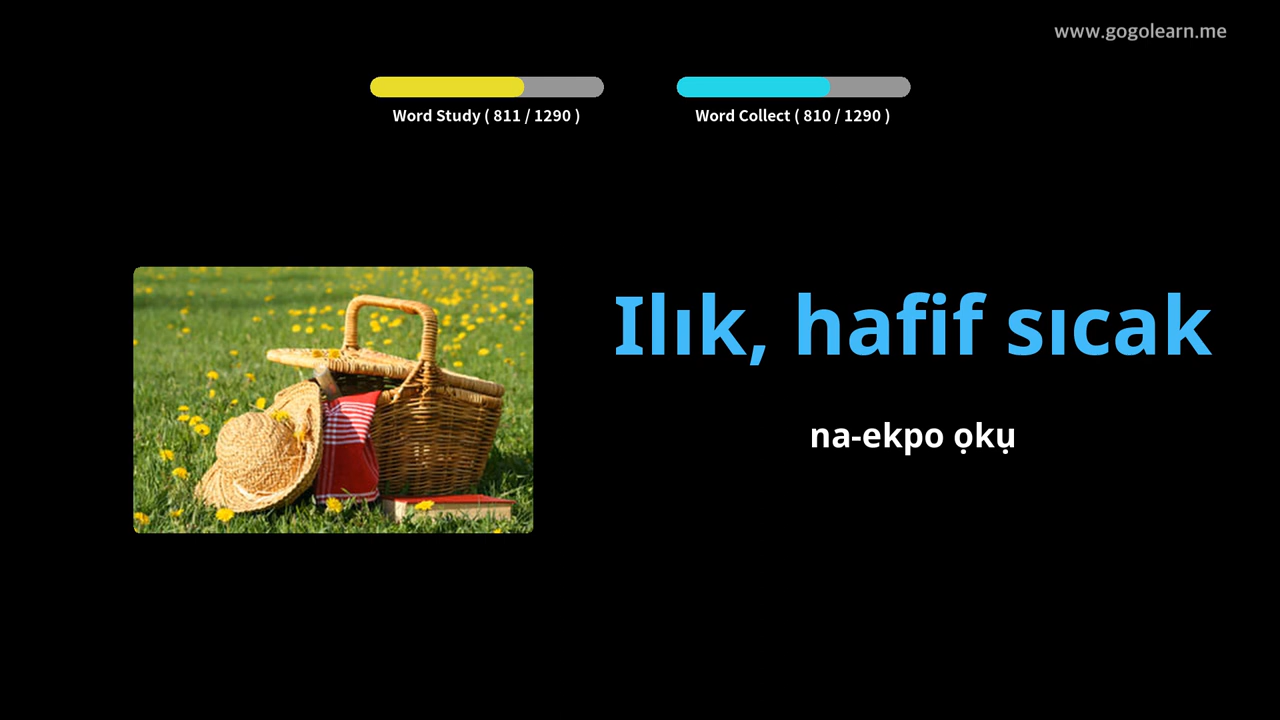 www.gogolearn.me
Word Study ( 811 / 1290 )
Word Collect ( 810 / 1290 )
Ilık, hafif sıcak
na-ekpo ọkụ